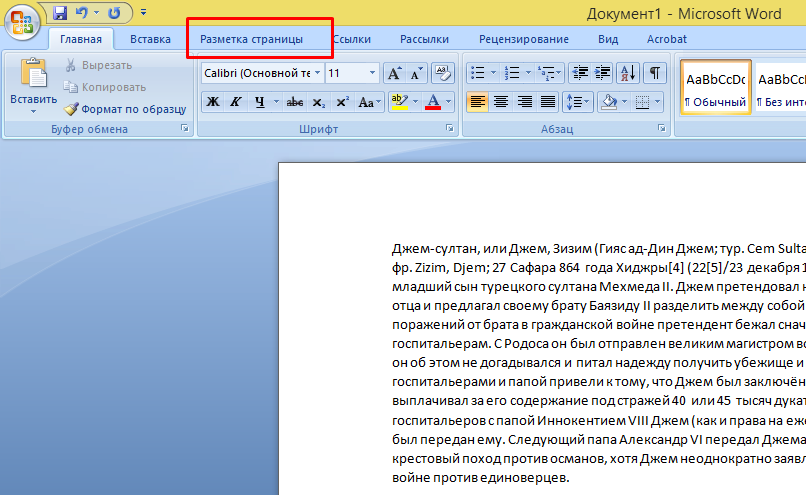 Документ1 - Microsoft Word
Главная Вставка Разметка страницы Ссылки Рассылки Рецензирование Вид Acrobat
Вставить
Вырезать
Копировать
Формат по образцу
Буфер обмена
Calibri (Основной те 11
Ж К Ч abc x₂ x² Aa
Шрифт
Абзац
AaBbCcDc
¶ Обычный
AaBbCcDc
¶ Без инте
Джем-султан, или Джем, Зизим (Гияс ад-Дин Джем; тур. Cem Sulta
фр. Zizim, Djem; 27 Сафара 864 года Хиджры[4] (22[5]/23 декабря 1
младший сын турецкого султана Мехмеда II. Джем претендовал н
отца и предлагал своему брату Баязиду II разделить между собой
поражений от брата в гражданской войне претендент бежал снач
госпитальерам. С Родоса он был отправлен великим магистром во
он об этом не догадывался и питал надежду получить убежище и
госпитальерами и папой привели к тому, что Джем был заключён
выплачивал за его содержание под стражей 40 или 45 тысяч дукат
госпитальеров с папой Иннокентием VIII Джем (как и права на еже
был передан ему. Следующий папа Александр VI передал Джема
крестовый поход против османов, хотя Джем неоднократно заявл
войне против единоверцев.